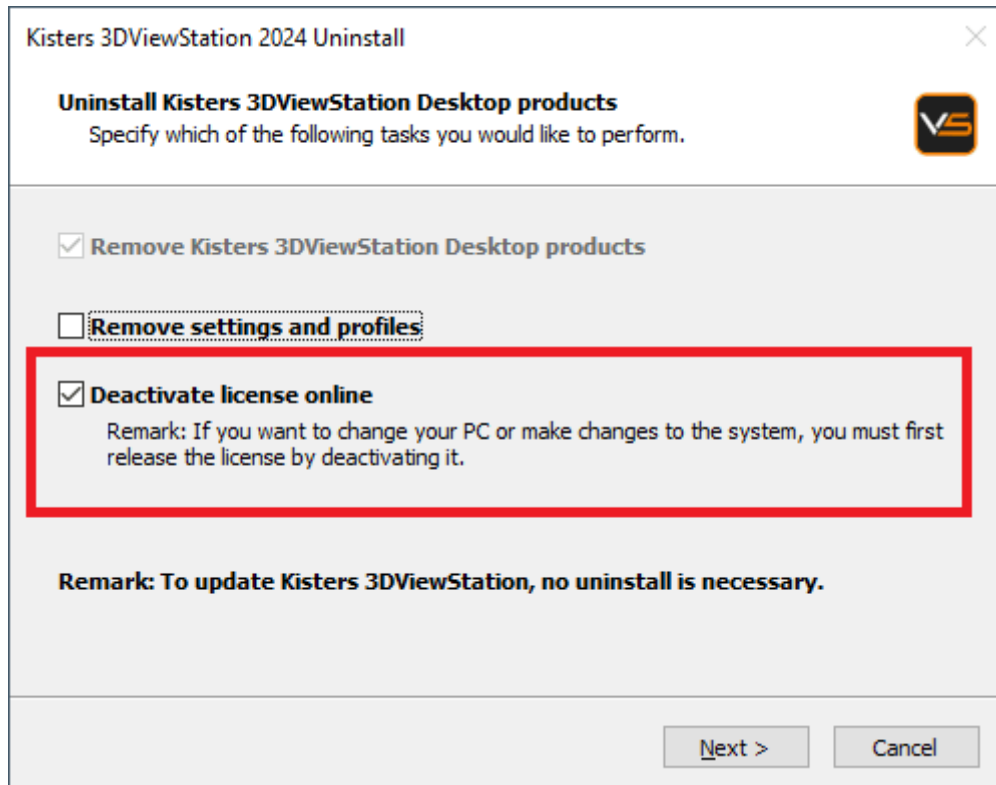 Kisters 3DViewStation 2024 Uninstall
Uninstall Kisters 3DViewStation Desktop products
Specify which of the following tasks you would like to perform.
VS
Remove Kisters 3DViewStation Desktop products
Remove settings and profiles
Deactivate license online
Remark: If you want to change your PC or make changes to the system, you must first
release the license by deactivating it.
Remark: To update Kisters 3DViewStation, no uninstall is necessary.
Next >
Cancel